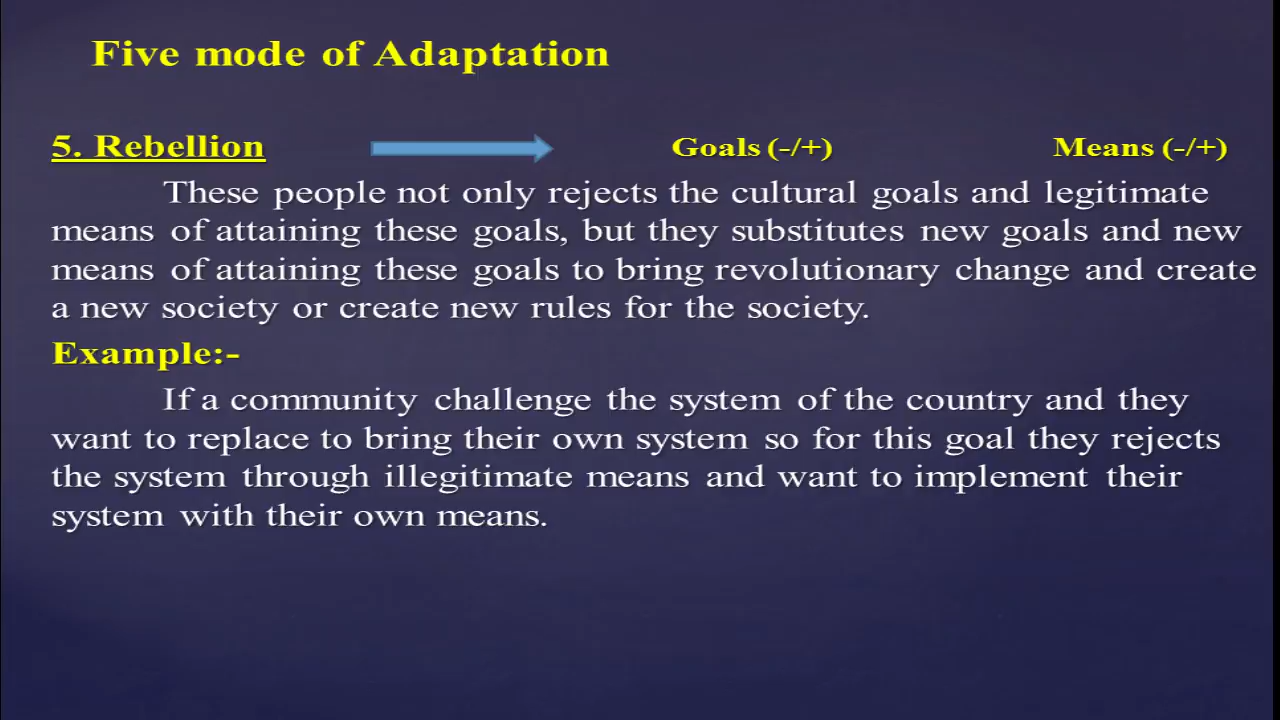 Five mode of Adaptation
5. Rebellion Goals (-/+) Means (-/+)
These people not only rejects the cultural goals and legitimate
means of attaining these goals, but they substitutes new goals and new
means of attaining these goals to bring revolutionary change and create
a new society or create new rules for the society.
Example:-
If a community challenge the system of the country and they
want to replace to bring their own system so for this goal they rejects
the system through illegitimate means and want to implement their
system with their own means.